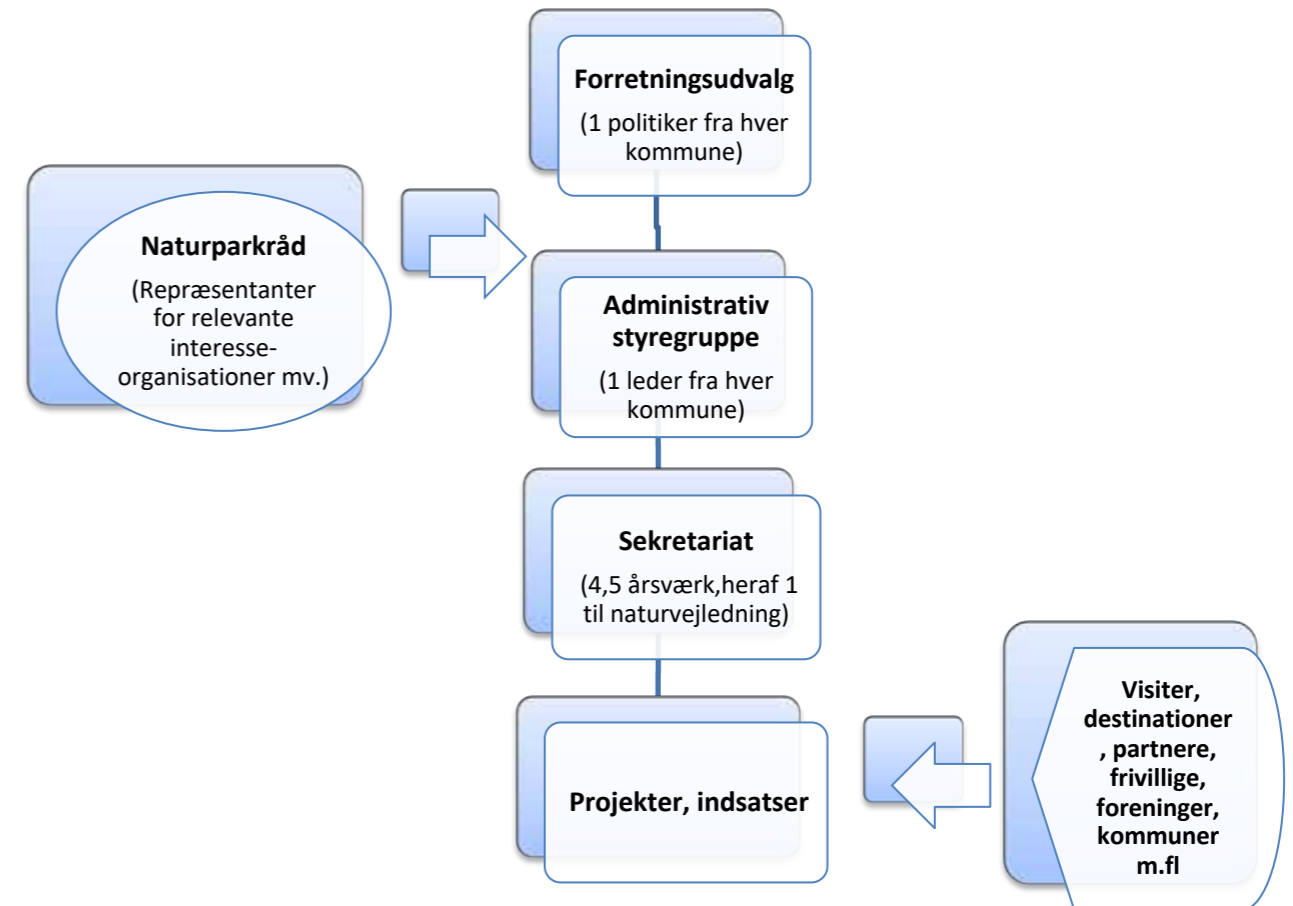 Forretningsudvalg
(1 politiker fra hver
kommune)
Naturparkråd
(Repræsentanter
for relevante
interesse-
organisationer mv.)
Administrativ
styregruppe
(1 leder fra hver
kommune)
Sekretariat
(4,5 årsværk,heraf 1
til naturvejledning)
Projekter, indsatser
Visiter,
destinationer
, partnere,
frivillige,
foreninger,
kommuner
m.fl